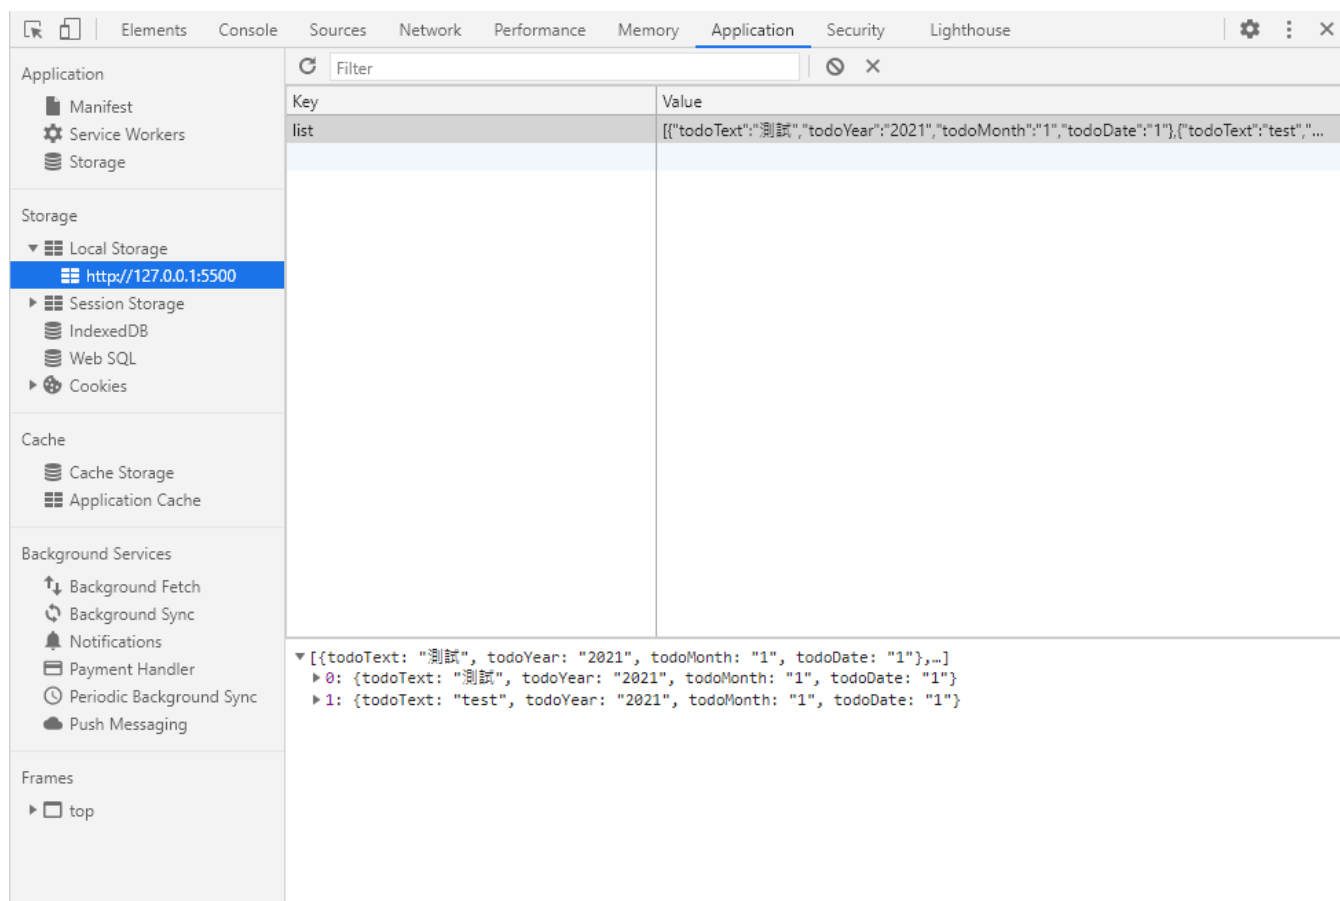 Elements Console Sources Network Performance Memory Application Security Lighthouse
Application
Manifest
Service Workers
Storage
Storage
Local Storage
http://127.0.0.1:5500
Session Storage
IndexedDB
Web SQL
Cookies
Cache
Cache Storage
Application Cache
Background Services
Background Fetch
Background Sync
Notifications
Payment Handler
Periodic Background Sync
Push Messaging
Frames
top
Filter
Key Value
list [{"todoText":"測試","todoYear":"2021","todoMonth":"1","todoDate":"1"},{"todoText":"test","...
[{todoText: "測試", todoYear: "2021", todoMonth: "1", todoDate: "1"},…]
0: {todoText: "測試", todoYear: "2021", todoMonth: "1", todoDate: "1"}
1: {todoText: "test", todoYear: "2021", todoMonth: "1", todoDate: "1"}